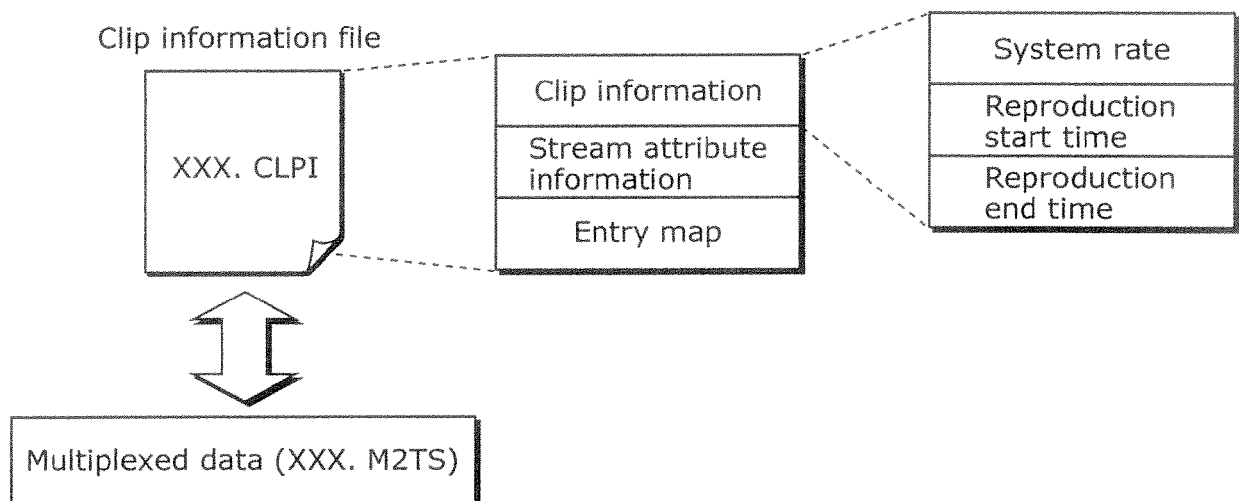 Clip information file
XXX. CLPI
Clip information
Stream attribute
information
Entry map
System rate
Reproduction
start time
Reproduction
end time
Multiplexed data (XXX. M2TS)